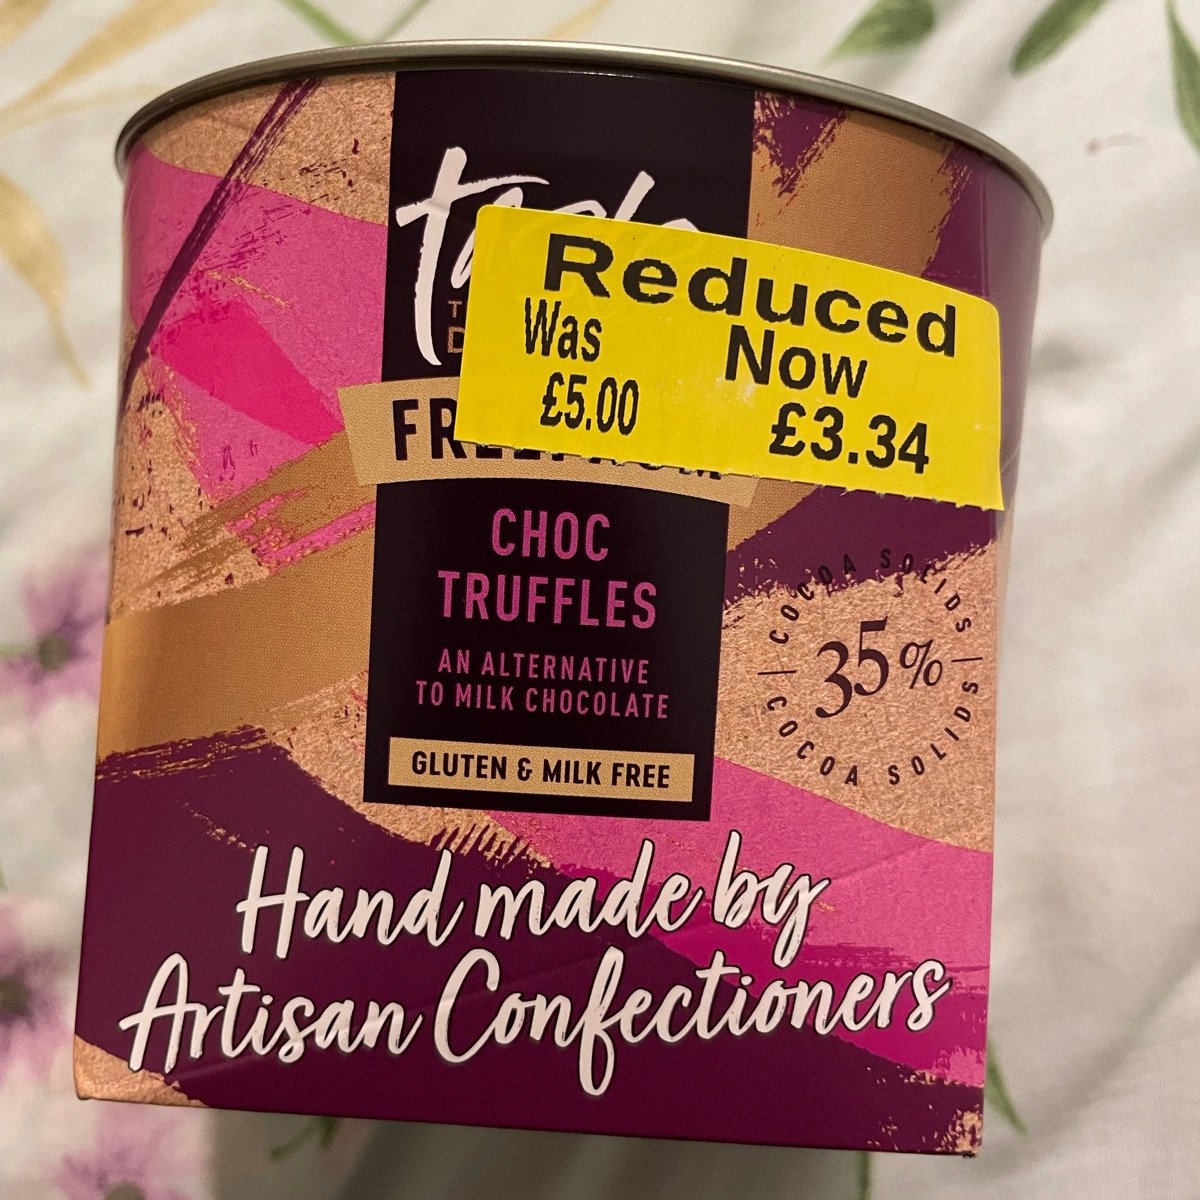 Reduced
Was Now
£5.00 £3.34
CHOC
TRUFFLES
AN ALTERNATIVE
TO MILK CHOCOLATE
GLUTEN & MILK FREE
COCOA SOLIDS
35%
COCOA SOLIDS
Hand made by
Artisan Confectioners